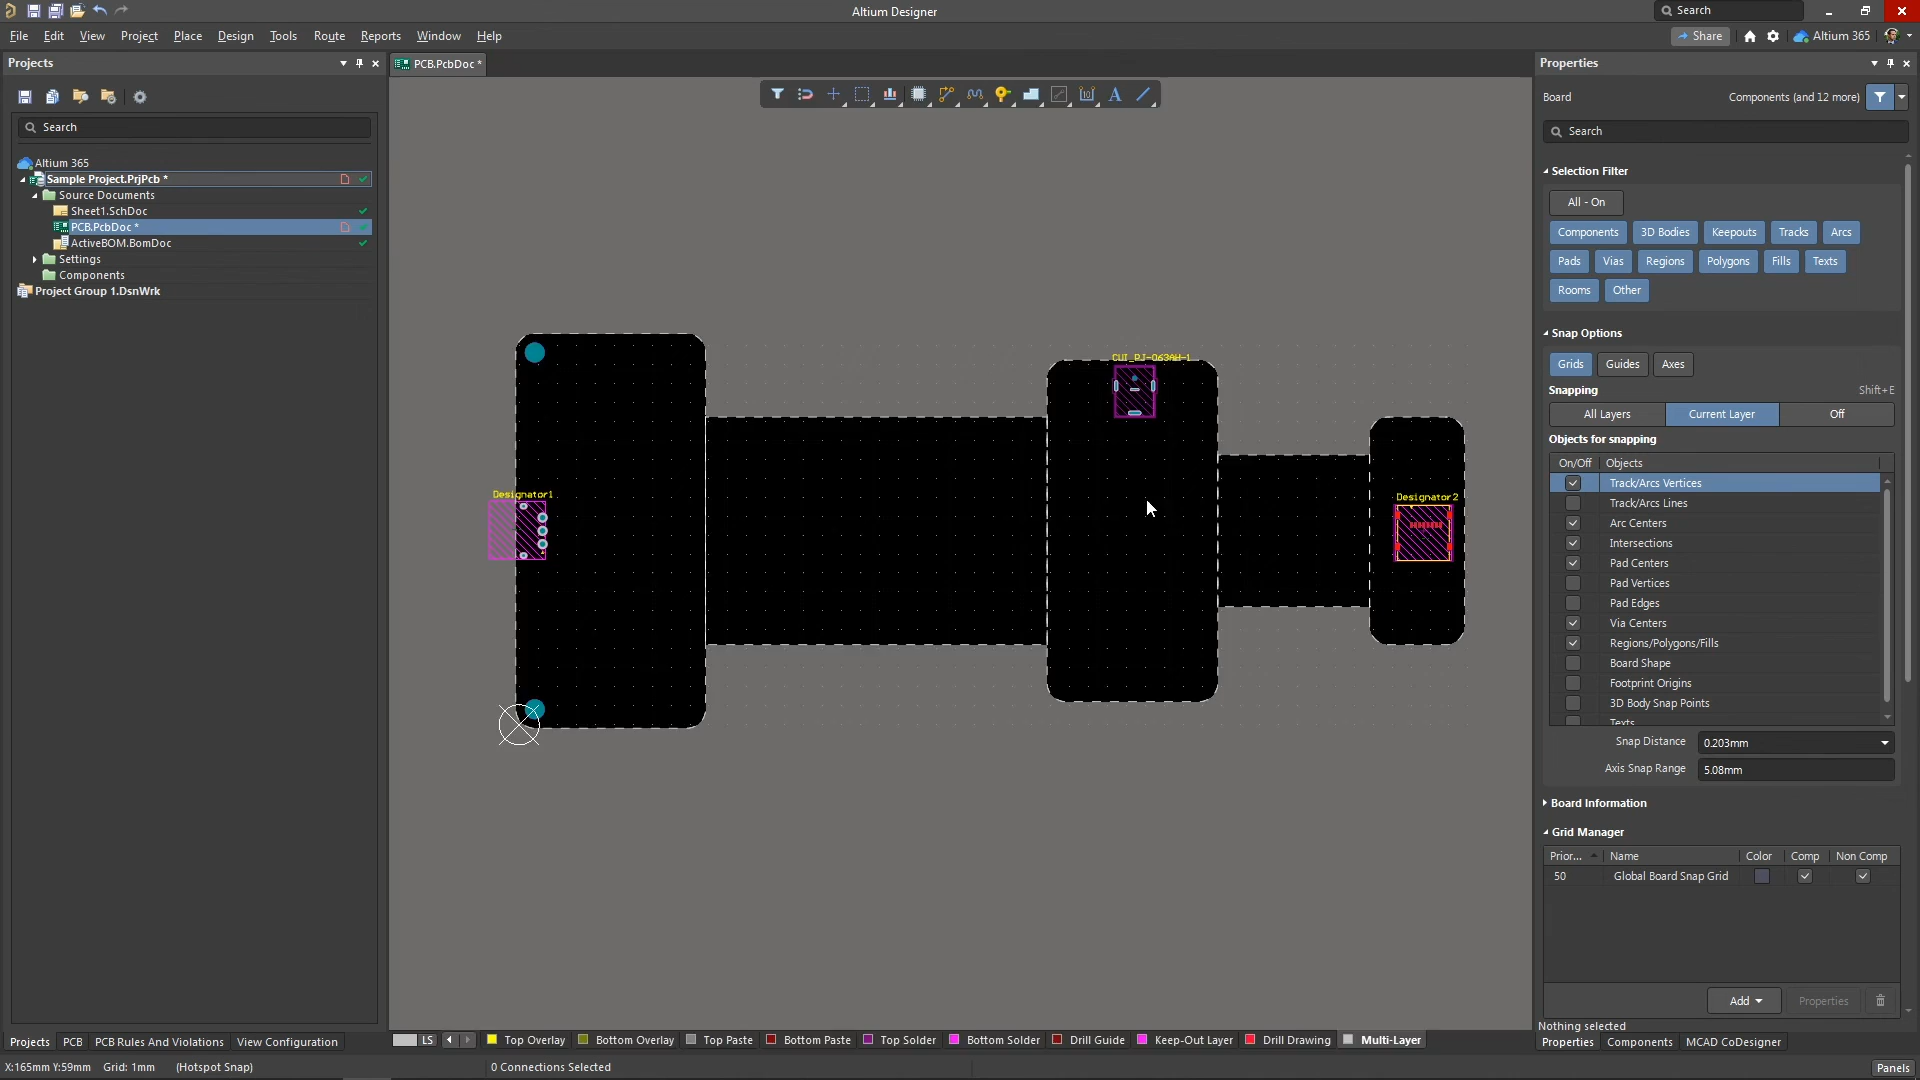 Altium Designer
Search
File Edit View Project Place Design Tools Route Reports Window Help
Share Altium 365
Projects
PCB.PcbDoc *
Properties
Board Components (and 12 more)
Search
Search
Altium 365
Sample Project.PrjPcb *
Source Documents
Sheet1.SchDoc
PCB.PcbDoc *
ActiveBOM.BomDoc
Settings
Components
Project Group 1.DsnWrk
CUI_PJ-063AH-1
Designator1
Designator2
Selection Filter
All - On
Components 3D Bodies Keepouts Tracks Arcs
Pads Vias Regions Polygons Fills Texts
Rooms Other
Snap Options
Grids Guides Axes
Snapping Shift+E
All Layers Current Layer Off
Objects for snapping
On/Off Objects
Track/Arcs Vertices
Track/Arcs Lines
Arc Centers
Intersections
Pad Centers
Pad Vertices
Pad Edges
Via Centers
Regions/Polygons/Fills
Board Shape
Footprint Origins
3D Body Snap Points
Texts
Snap Distance 0.203mm
Axis Snap Range 5.08mm
Board Information
Grid Manager
Prior... Name Color Comp Non Comp
50 Global Board Snap Grid
Add Properties
Nothing selected
Projects PCB PCB Rules And Violations View Configuration
LS Top Overlay Bottom Overlay Top Paste Bottom Paste Top Solder Bottom Solder Drill Guide Keep-Out Layer Drill Drawing Multi-Layer
Properties Components MCAD CoDesigner
X:165mm Y:59mm Grid: 1mm (Hotspot Snap) 0 Connections Selected
Panels